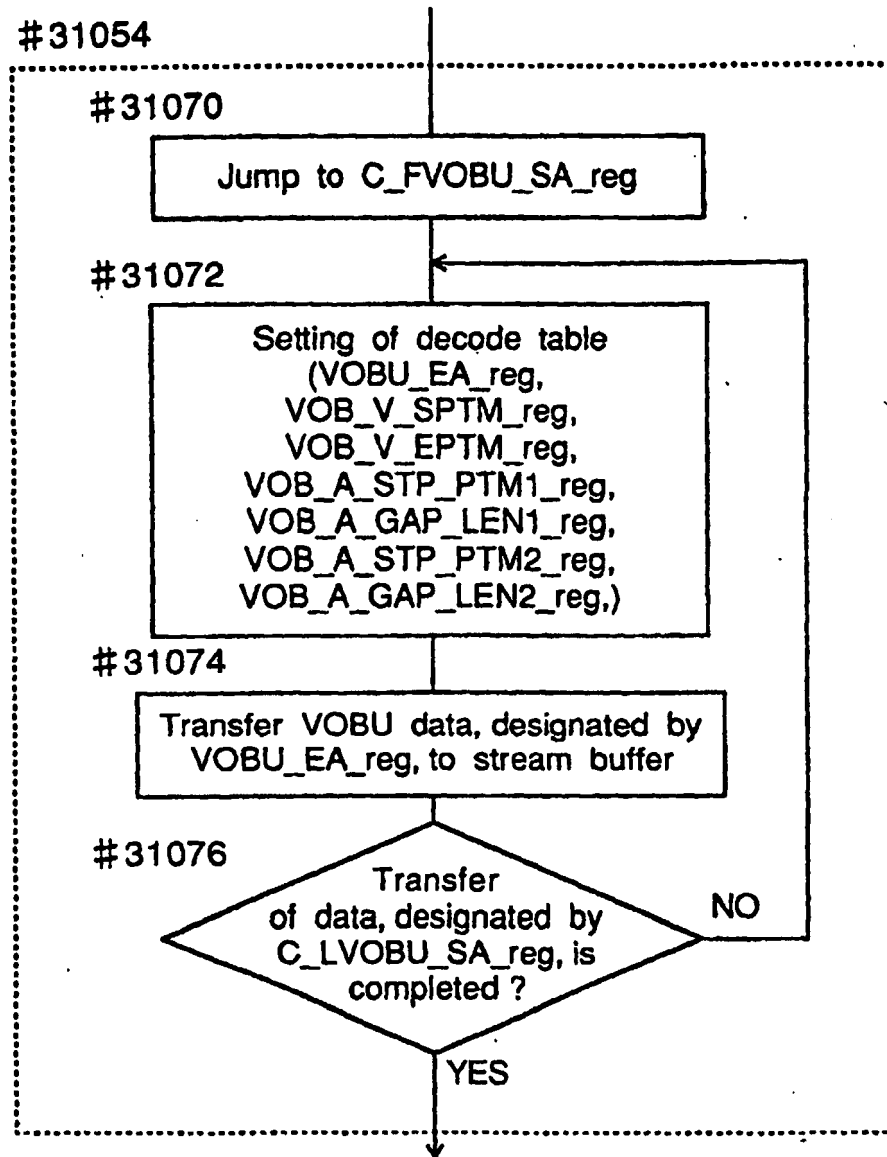 #31054
#31070
Jump to C_FVOBU_SA_reg
#31072
Setting of decode table
(VOBU_EA_reg,
VOB_V_SPTM_reg,
VOB_V_EPTM_reg,
VOB_A_STP_PTM1_reg,
VOB_A_GAP_LEN1_reg,
VOB_A_STP_PTM2_reg,
VOB_A_GAP_LEN2_reg,)
#31074
Transfer VOBU data, designated by
VOBU_EA_reg, to stream buffer
#31076
Transfer
of data, designated by
C_LVOBU_SA_reg, is
completed ?
NO
YES